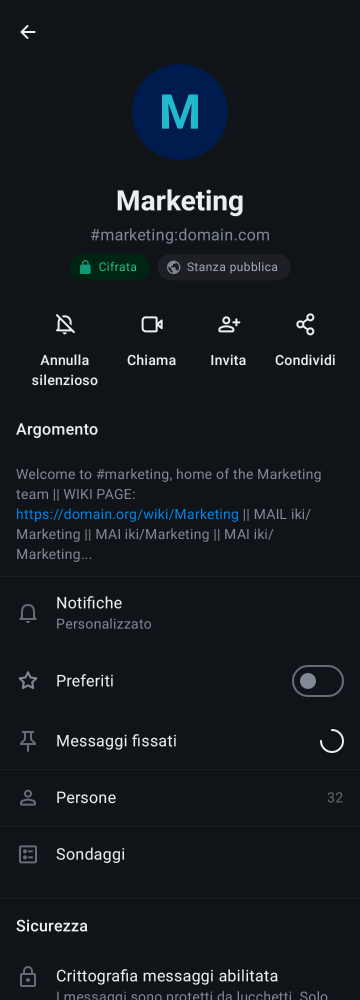 M
Marketing
#marketing:domain.com
Cifrata
Stanza pubblica
Annulla
silenzioso
Chiama
Invita
Condividi
Argomento
Welcome to #marketing, home of the Marketing
team || WIKI PAGE:
https://domain.org/wiki/Marketing || MAIL iki/
Marketing || MAI iki/Marketing || MAI iki/
Marketing...
Notifiche
Personalizzato
Preferiti
Messaggi fissati
Persone
32
Sondaggi
Sicurezza
Crittografia messaggi abilitata
I messaggi sono protetti da lucchetti. Solo